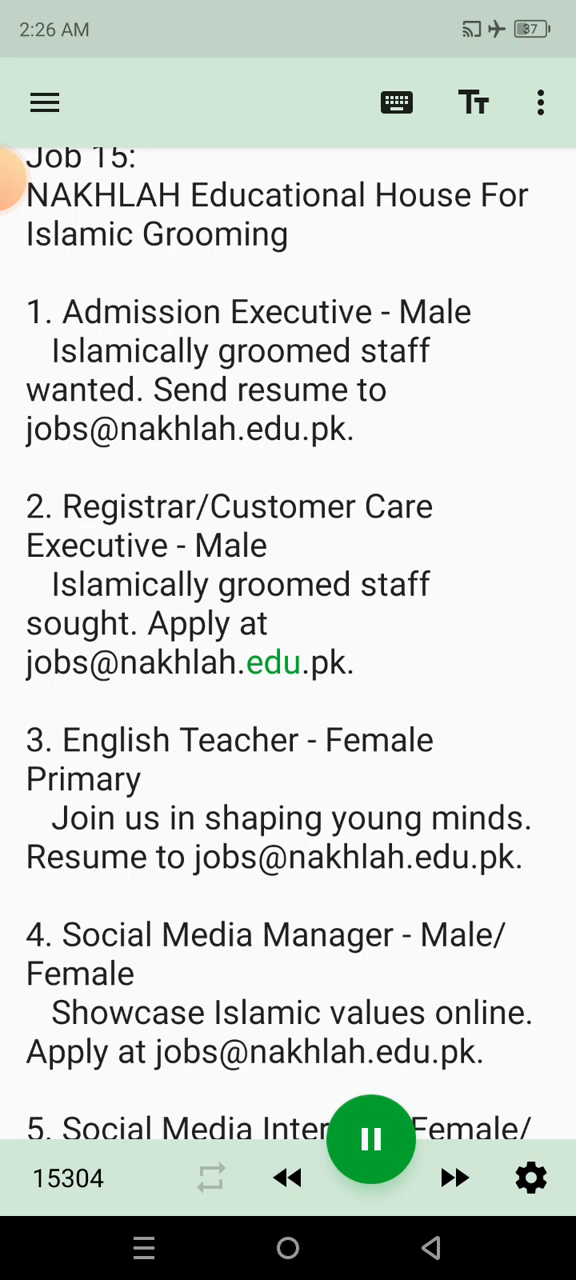 2:26 AM
37
Job 15:
NAKHLAH Educational House For
Islamic Grooming
1. Admission Executive - Male
Islamically groomed staff
wanted. Send resume to
jobs@nakhlah.edu.pk.
2. Registrar/Customer Care
Executive - Male
Islamically groomed staff
sought. Apply at
jobs@nakhlah.edu.pk.
3. English Teacher - Female
Primary
Join us in shaping young minds.
Resume to jobs@nakhlah.edu.pk.
4. Social Media Manager - Male/
Female
Showcase Islamic values online.
Apply at jobs@nakhlah.edu.pk.
5. Social Media Female/
15304